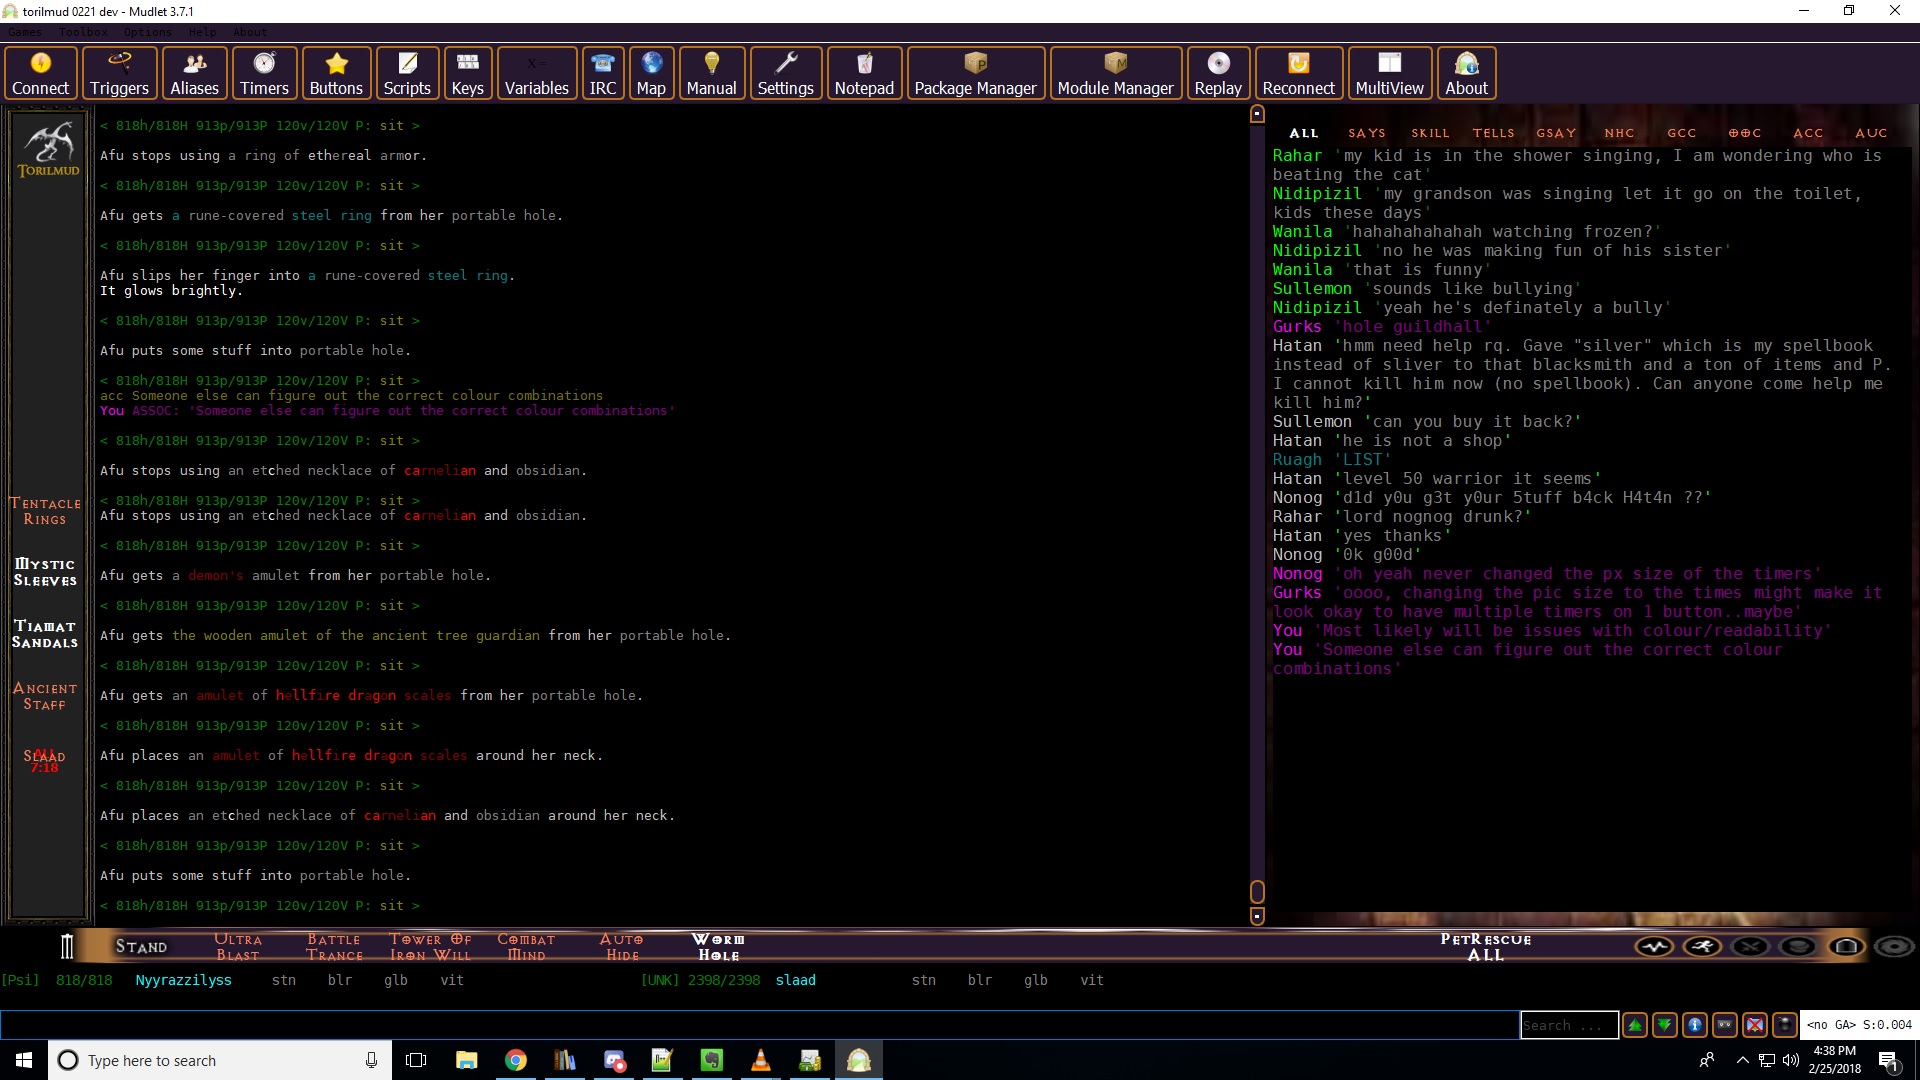 torilmud 0221 dev - Mudlet 3.7.1
Games Toolbox Options Help About
Connect Triggers Aliases Timers Buttons Scripts Keys Variables IRC Map Manual Settings Notepad Package Manager Module Manager Replay Reconnect MultiView About
TORILMUD
TENTACLE
RINGS
MYSTIC
SLEEVES
TIAMAT
SANDALS
ANCIENT
STAFF
SLAAD
ALL
7:18
< 818h/818H 913p/913P 120v/120V P: sit >
Afu stops using a ring of ethereal armor.
< 818h/818H 913p/913P 120v/120V P: sit >
Afu gets a rune-covered steel ring from her portable hole.
< 818h/818H 913p/913P 120v/120V P: sit >
Afu slips her finger into a rune-covered steel ring.
It glows brightly.
< 818h/818H 913p/913P 120v/120V P: sit >
Afu puts some stuff into portable hole.
< 818h/818H 913p/913P 120v/120V P: sit >
acc Someone else can figure out the correct colour combinations
You ASSOC: 'Someone else can figure out the correct colour combinations'
< 818h/818H 913p/913P 120v/120V P: sit >
Afu stops using an etched necklace of carnelian and obsidian.
< 818h/818H 913p/913P 120v/120V P: sit >
Afu stops using an etched necklace of carnelian and obsidian.
< 818h/818H 913p/913P 120v/120V P: sit >
Afu gets a demon's amulet from her portable hole.
< 818h/818H 913p/913P 120v/120V P: sit >
Afu gets the wooden amulet of the ancient tree guardian from her portable hole.
< 818h/818H 913p/913P 120v/120V P: sit >
Afu gets an amulet of hellfire dragon scales from her portable hole.
< 818h/818H 913p/913P 120v/120V P: sit >
Afu places an amulet of hellfire dragon scales around her neck.
< 818h/818H 913p/913P 120v/120V P: sit >
Afu places an etched necklace of carnelian and obsidian around her neck.
< 818h/818H 913p/913P 120v/120V P: sit >
Afu puts some stuff into portable hole.
< 818h/818H 913p/913P 120v/120V P: sit >
ALL SAYS SKILL TELLS GSAY NHC GCC OOC ACC AUC
Rahar 'my kid is in the shower singing, I am wondering who is
beating the cat'
Nidipizil 'my grandson was singing let it go on the toilet,
kids these days'
Wanila 'hahahahahahah watching frozen?'
Nidipizil 'no he was making fun of his sister'
Wanila 'that is funny'
Sullemon 'sounds like bullying'
Nidipizil 'yeah he's definately a bully'
Gurks 'hole guildhall'
Hatan 'hmm need help rq. Gave "silver" which is my spellbook
instead of sliver to that blacksmith and a ton of items and P.
I cannot kill him now (no spellbook). Can anyone come help me
kill him?'
Sullemon 'can you buy it back?'
Hatan 'he is not a shop'
Ruagh 'LIST'
Hatan 'level 50 warrior it seems'
Nonog 'd1d y0u g3t y0ur 5tuff b4ck H4t4n ??'
Rahar 'lord nognog drunk?'
Hatan 'yes thanks'
Nonog '0k g00d'
Nonog 'oh yeah never changed the px size of the timers'
Gurks 'oooo, changing the pic size to the times might make it
look okay to have multiple timers on 1 button..maybe'
You 'Most likely will be issues with colour/readability'
You 'Someone else can figure out the correct colour
combinations'
STAND
ULTRA
BLAST
BATTLE
TRANCE
TOWER OF
IRON WILL
COMBAT
MIND
AUTO
HIDE
WORM
HOLE
PETRESCUE
ALL
[Psi] 818/818 Nyyrazzilyss stn blr glb vit [UNK] 2398/2398 slaad stn blr glb vit
Search ...
<no GA> S:0.004
Type here to search
4:38 PM
2/25/2018
1